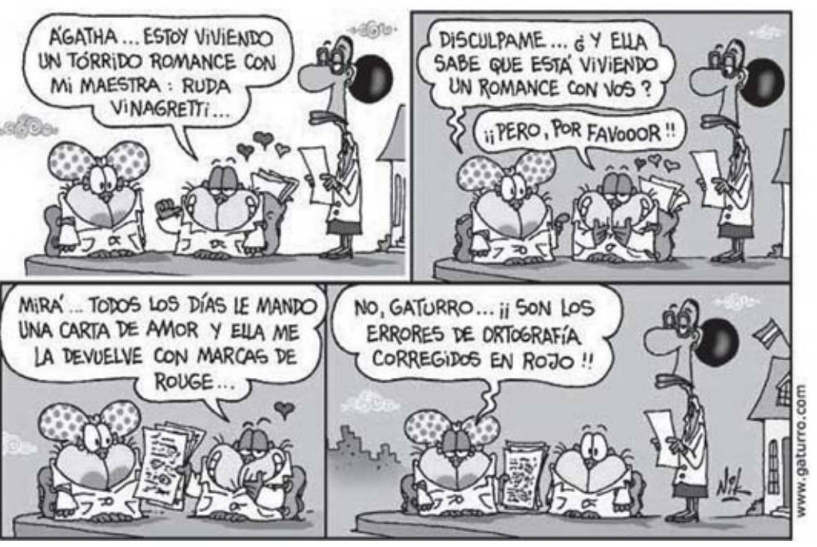 ÁGATHA... ESTOY VIVIENDO
UN TÓRRIDO ROMANCE CON
MI MAESTRA: RUDA
VINAGRETTI...
DISCULPAME... ¿Y ELLA
SABE QUE ESTÁ VIVIENDO
UN ROMANCE CON VOS?
¡¡PERO, POR FAVOOOR!!
MIRÁ... TODOS LOS DÍAS LE MANDO
UNA CARTA DE AMOR Y ELLA ME
LA DEVUELVE CON MARCAS DE
ROUGE...
NO, GATURRO... ¡¡SON LOS
ERRORES DE ORTOGRAFÍA
CORREGIDOS EN ROJO!!
NIK
www.gaturro.com